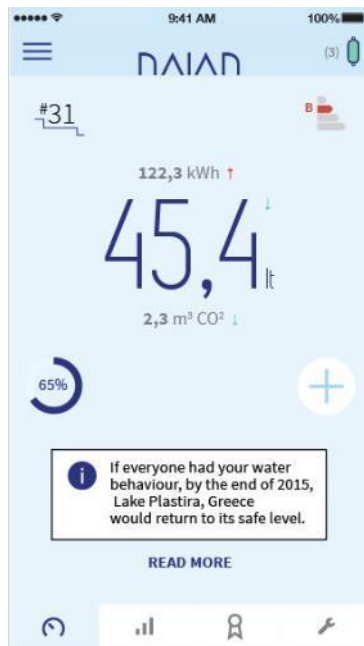 9:41 AM
100%
DAIAD
(3)
#31
B
122,3 kWh ↑
↓
45,4 lt
2,3 m³ CO² ↓
65%
+
i
If everyone had your water
behaviour, by the end of 2015,
Lake Plastira, Greece
would return to its safe level.
READ MORE